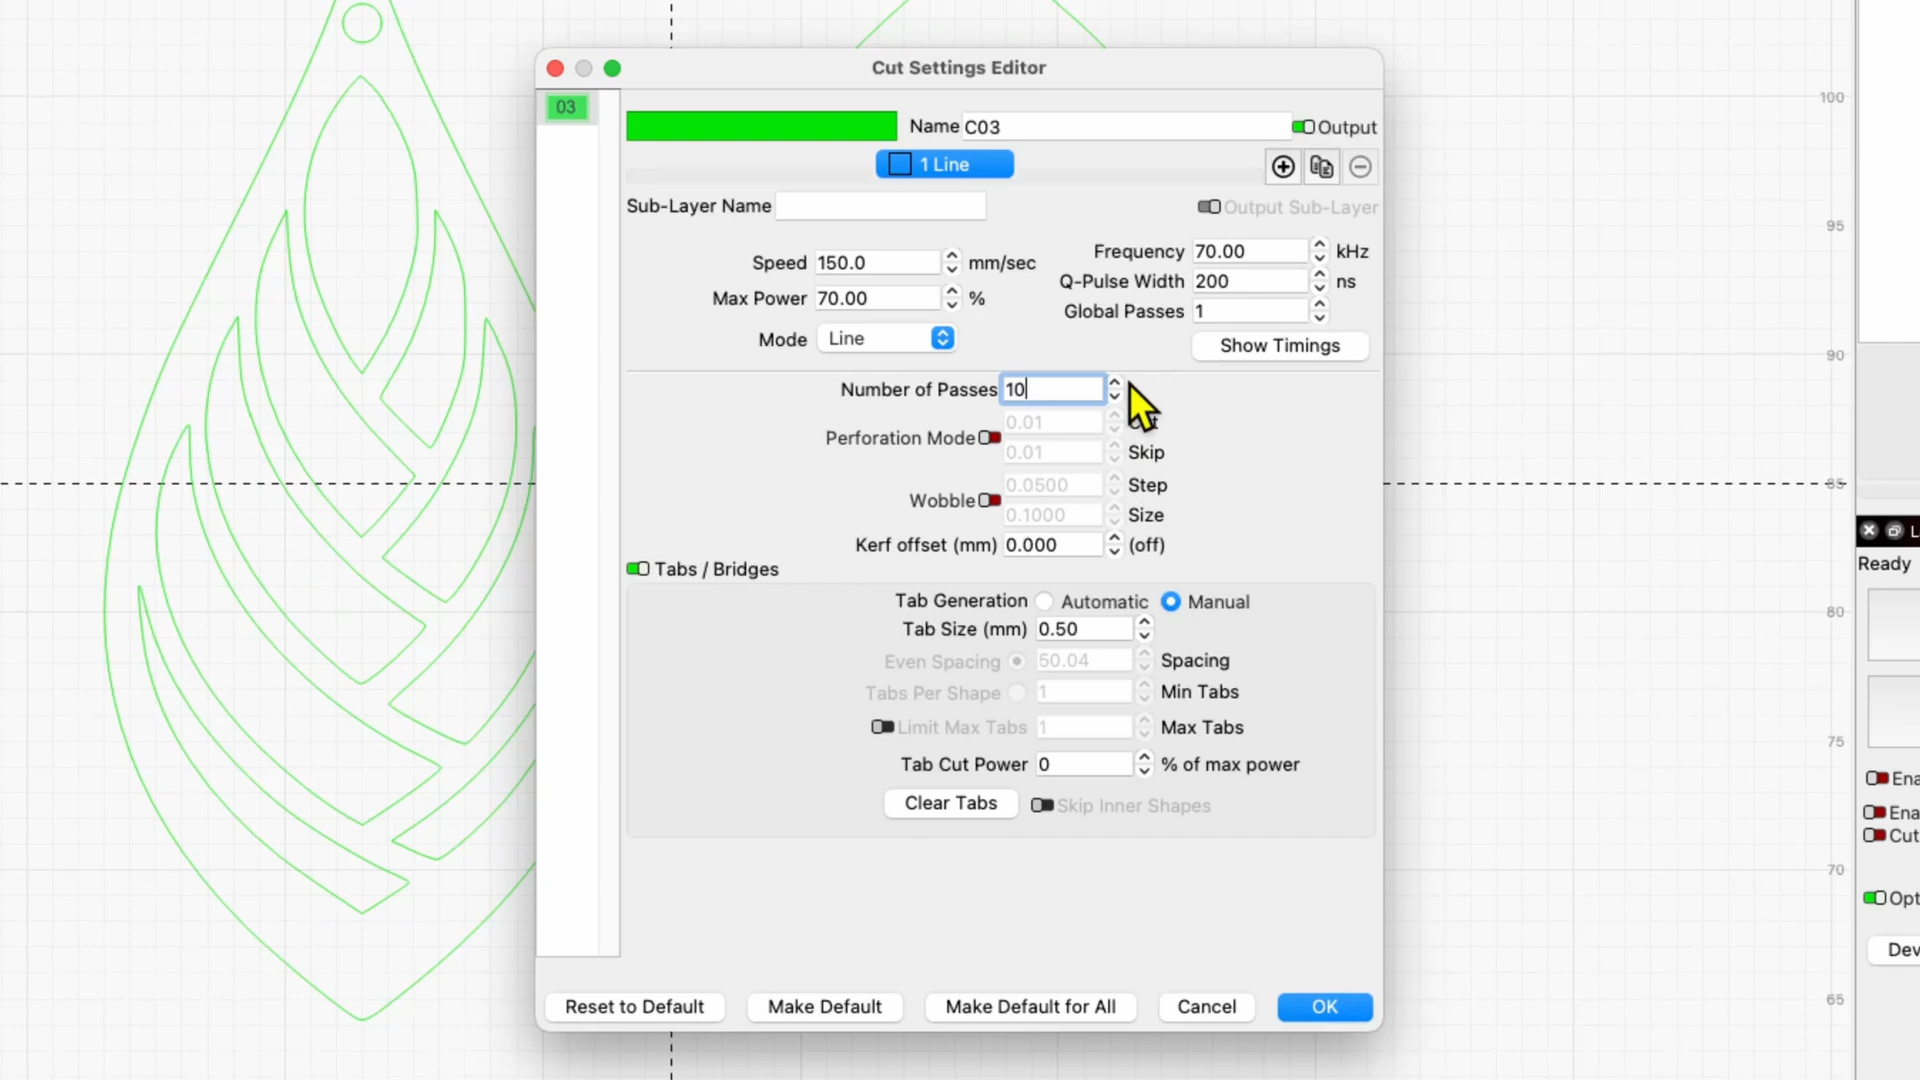 Cut Settings Editor
03
Name C03 Output
1 Line
Sub-Layer Name Output Sub-Layer
Speed 150.0 mm/sec
Max Power 70.00 %
Mode Line
Frequency 70.00 kHz
Q-Pulse Width 200 ns
Global Passes 1
Show Timings
Number of Passes 10
Perforation Mode 0.01
0.01 Skip
Wobble 0.0500 Step
0.1000 Size
Kerf offset (mm) 0.000 (off)
Tabs / Bridges
Tab Generation Automatic Manual
Tab Size (mm) 0.50
Even Spacing 50.04 Spacing
Tabs Per Shape 1 Min Tabs
Limit Max Tabs 1 Max Tabs
Tab Cut Power 0 % of max power
Clear Tabs Skip Inner Shapes
Reset to Default Make Default Make Default for All Cancel OK
100
95
90
85
80
75
70
65
L
Ready
Ena
Ena
Cut
Opt
Dev